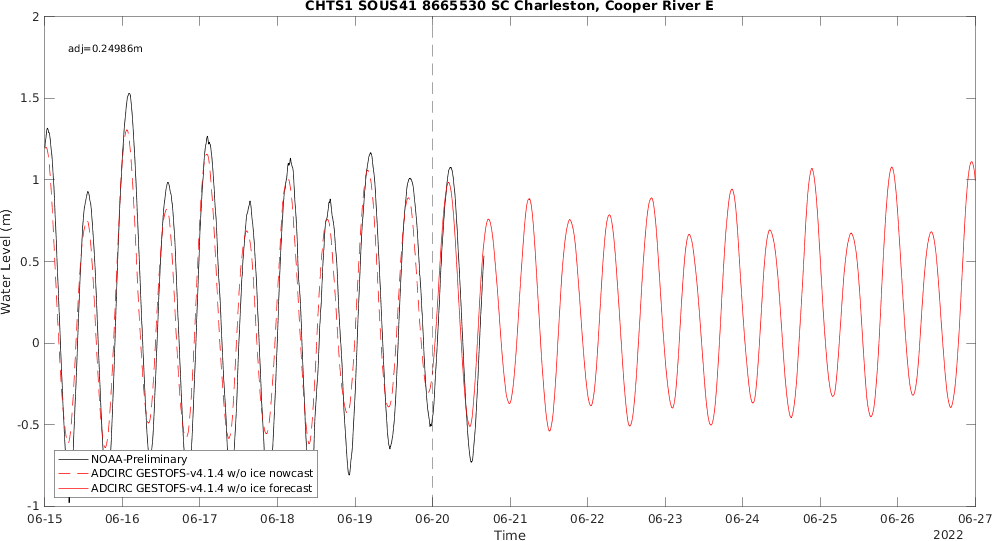 CHTS1 SOUS41 8665530 SC Charleston, Cooper River E
adj=0.24986m
Water Level (m)
2
1.5
1
0.5
0
-0.5
-1
NOAA-Preliminary
ADCIRC GESTOFS-v4.1.4 w/o ice nowcast
ADCIRC GESTOFS-v4.1.4 w/o ice forecast
06-15 06-16 06-17 06-18 06-19 06-20 06-21 06-22 06-23 06-24 06-25 06-26 06-27
Time
2022